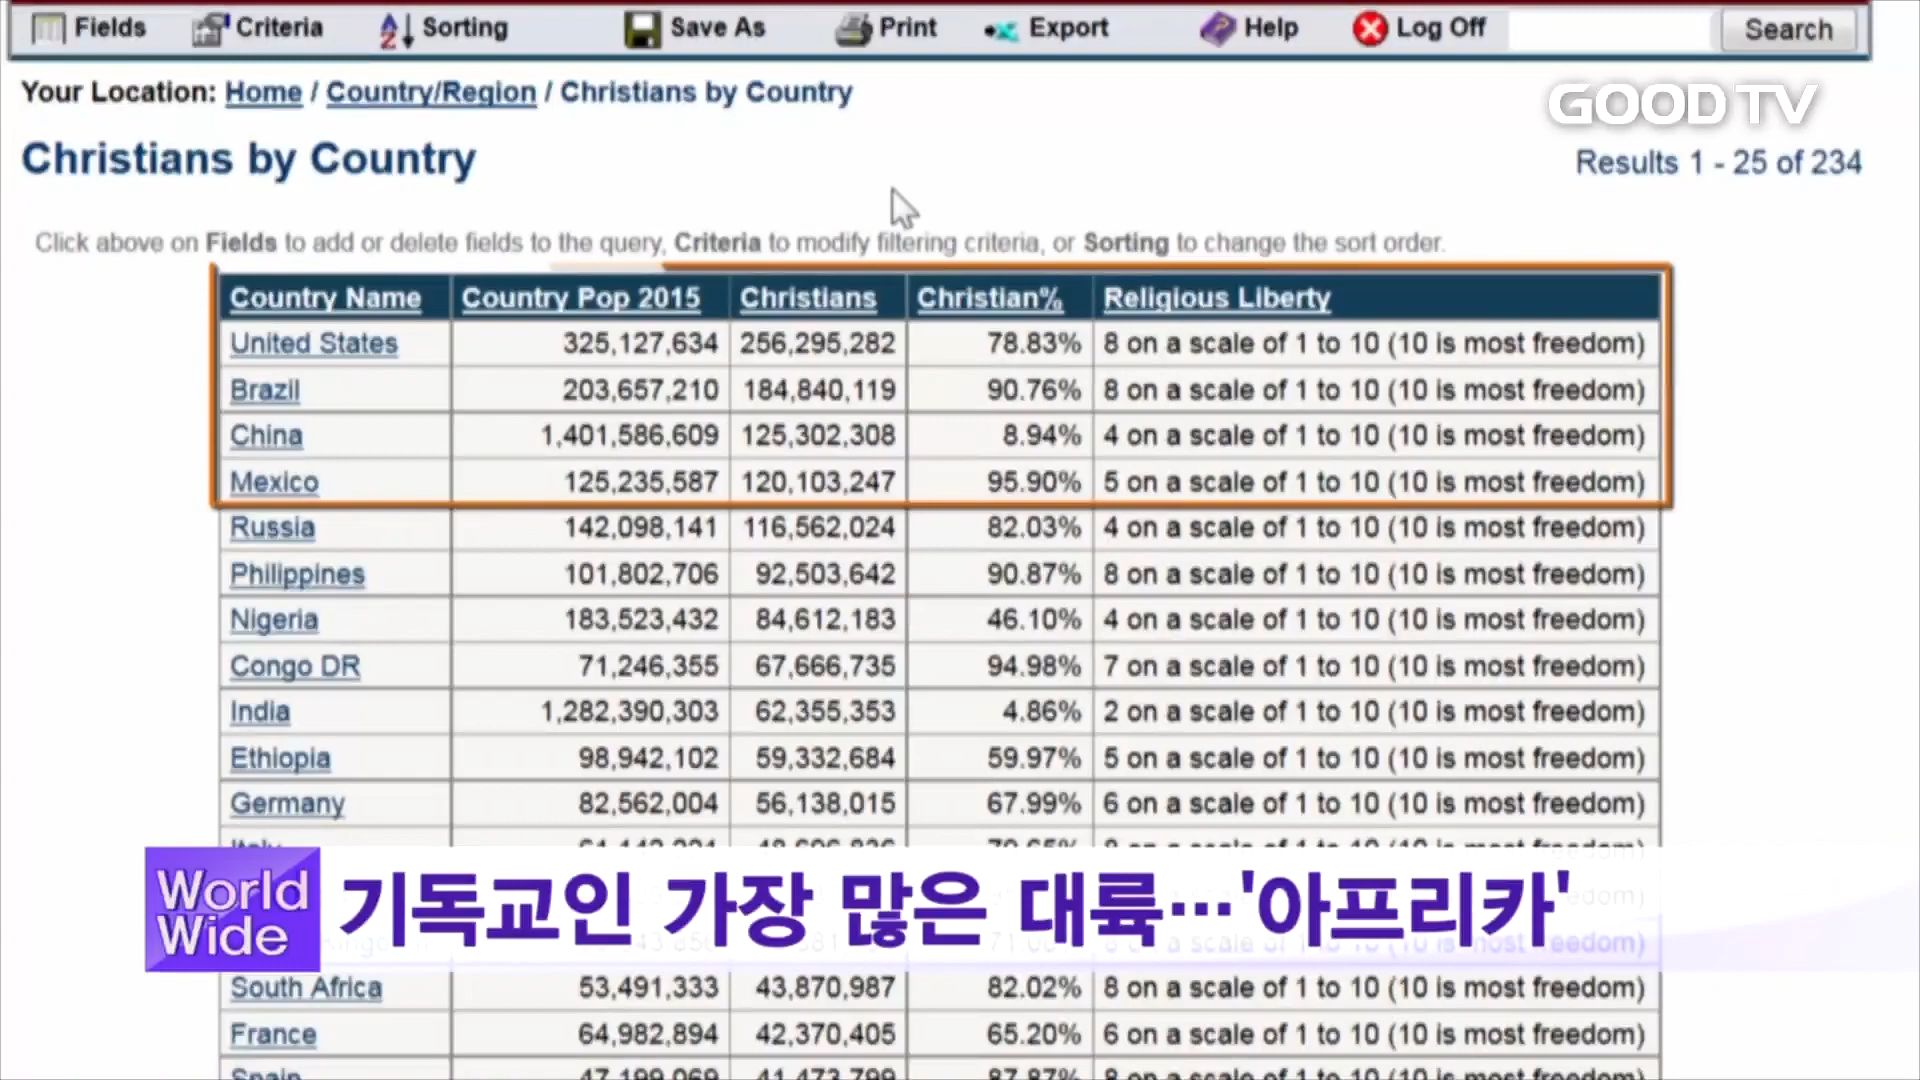 Fields Criteria Sorting Save As Print Export Help Log Off Search
Your Location: Home / Country/Region / Christians by Country
GOODTV
Christians by Country
Results 1 - 25 of 234
Click above on Fields to add or delete fields to the query, Criteria to modify filtering criteria, or Sorting to change the sort order.
Country Name Country Pop 2015 Christians Christian% Religious Liberty
United States 325,127,634 256,295,282 78.83% 8 on a scale of 1 to 10 (10 is most freedom)
Brazil 203,657,210 184,840,119 90.76% 8 on a scale of 1 to 10 (10 is most freedom)
China 1,401,586,609 125,302,308 8.94% 4 on a scale of 1 to 10 (10 is most freedom)
Mexico 125,235,587 120,103,247 95.90% 5 on a scale of 1 to 10 (10 is most freedom)
Russia 142,098,141 116,562,024 82.03% 4 on a scale of 1 to 10 (10 is most freedom)
Philippines 101,802,706 92,503,642 90.87% 8 on a scale of 1 to 10 (10 is most freedom)
Nigeria 183,523,432 84,612,183 46.10% 4 on a scale of 1 to 10 (10 is most freedom)
Congo DR 71,246,355 67,666,735 94.98% 7 on a scale of 1 to 10 (10 is most freedom)
India 1,282,390,303 62,355,353 4.86% 2 on a scale of 1 to 10 (10 is most freedom)
Ethiopia 98,942,102 59,332,684 59.97% 5 on a scale of 1 to 10 (10 is most freedom)
Germany 82,562,004 56,138,015 67.99% 6 on a scale of 1 to 10 (10 is most freedom)
World
Wide
기독교인 가장 많은 대륙…'아프리카'
South Africa 53,491,333 43,870,987 82.02% 8 on a scale of 1 to 10 (10 is most freedom)
France 64,982,894 42,370,405 65.20% 6 on a scale of 1 to 10 (10 is most freedom)